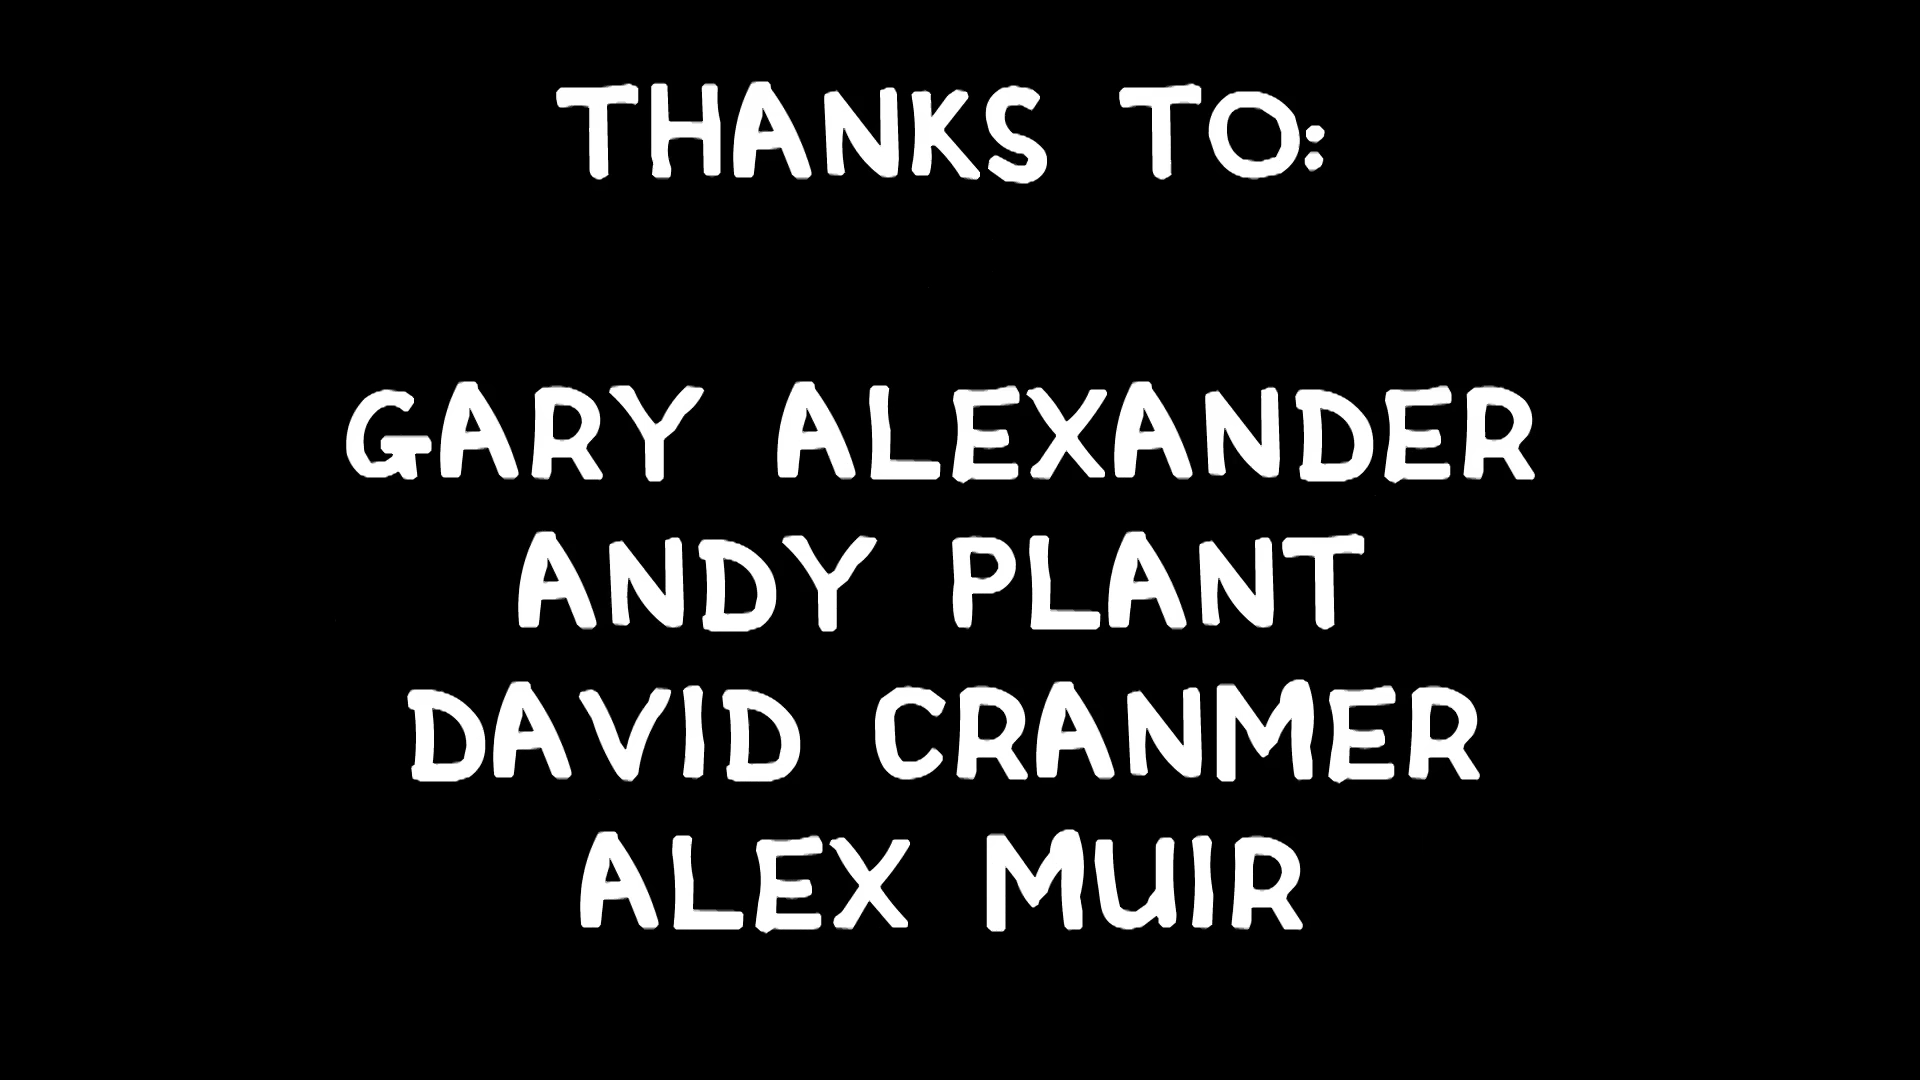 THANKS TO:
GARY ALEXANDER
ANDY PLANT
DAVID CRANMER
ALEX MUIR